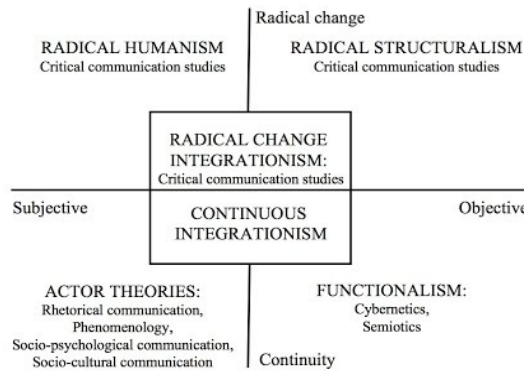 Radical change
RADICAL HUMANISM
Critical communication studies
RADICAL STRUCTURALISM
Critical communication studies
RADICAL CHANGE
INTEGRATIONISM:
Critical communication studies
Subjective
Objective
CONTINUOUS
INTEGRATIONISM
ACTOR THEORIES:
Rhetorical communication,
Phenomenology,
Socio-psychological communication,
Socio-cultural communication
FUNCTIONALISM:
Cybernetics,
Semiotics
Continuity